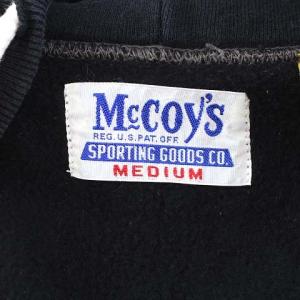 McCOY'S
REG. U.S. PAT. OFF.
SPORTING GOODS CO.
MEDIUM